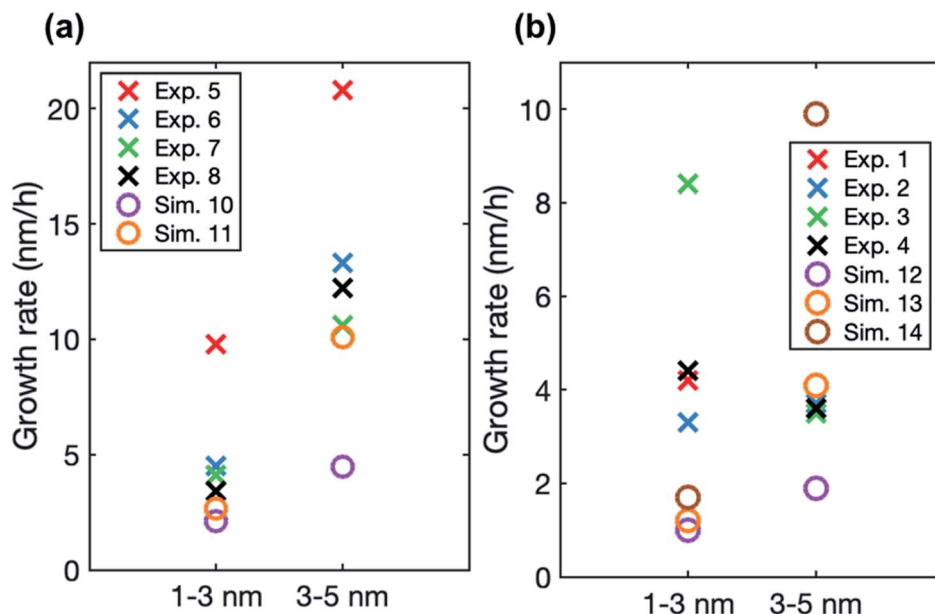 (a)
Growth rate (nm/h)
20
15
10
5
0
Exp. 5
Exp. 6
Exp. 7
Exp. 8
Sim. 10
Sim. 11
1-3 nm 3-5 nm
(b)
Growth rate (nm/h)
10
8
6
4
2
0
Exp. 1
Exp. 2
Exp. 3
Exp. 4
Sim. 12
Sim. 13
Sim. 14
1-3 nm 3-5 nm